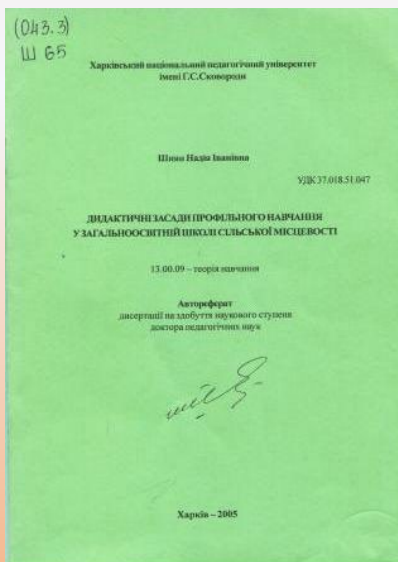 (043.3)
Ш 65
Харківський національний педагогічний університет
імені Г.С.Сковороди
Надія Іванівна
УДК 37.018.51.047
ДИДАКТИЧНІ ЗАСАДИ ПРОФІЛЬНОГО НАВЧАННЯ
У ЗАГАЛЬНООСВІТНІЙ ШКОЛІ СІЛЬСЬКОЇ МІСЦЕВОСТІ
13.00.09 – теорія навчання
Автореферат
дисертації на здобуття наукового ступеня
доктора педагогічних наук
Харків – 2005